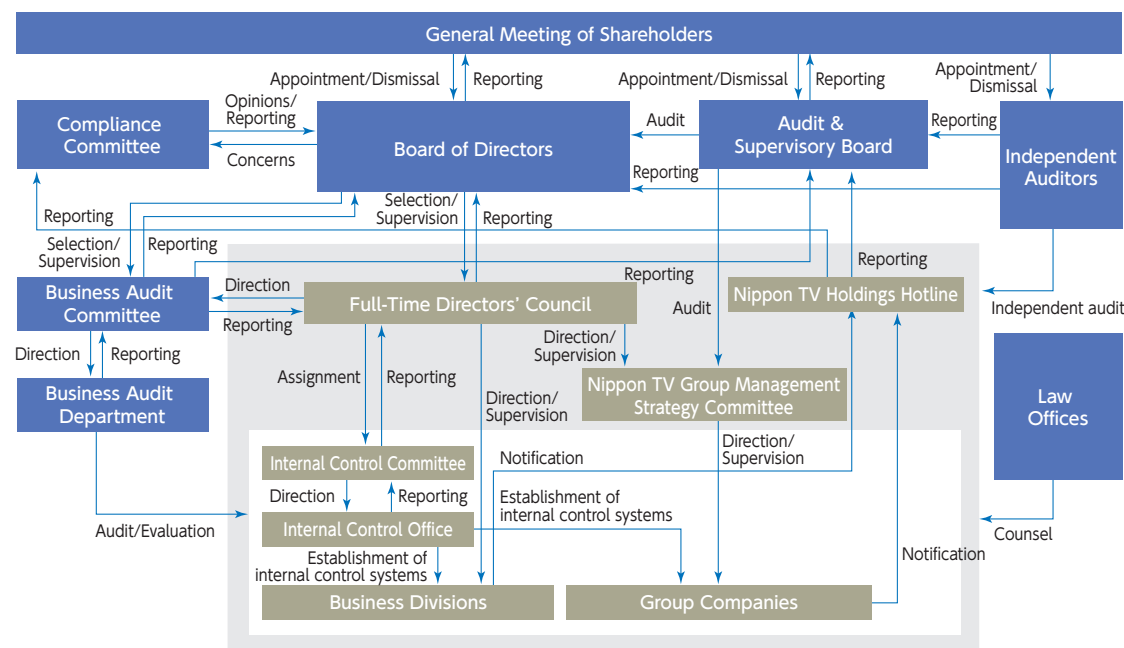 General Meeting of Shareholders
Appointment/Dismissal
Reporting
Appointment/Dismissal
Reporting
Appointment/
Dismissal
Compliance
Committee
Opinions/
Reporting
Concerns
Board of Directors
Audit
Audit &
Supervisory Board
Reporting
Independent
Auditors
Reporting
Reporting
Selection/
Supervision
Reporting
Selection/
Supervision
Reporting
Reporting
Reporting
Business Audit
Committee
Direction
Reporting
Full-Time Directors' Council
Audit
Nippon TV Holdings Hotline
Independent audit
Direction
Reporting
Business Audit
Department
Assignment
Reporting
Direction/
Supervision
Direction/
Supervision
Nippon TV Group Management
Strategy Committee
Law
Offices
Internal Control Committee
Notification
Direction/
Supervision
Direction
Reporting
Establishment of
internal control systems
Internal Control Office
Audit/Evaluation
Counsel
Notification
Establishment of
internal control systems
Business Divisions
Group Companies